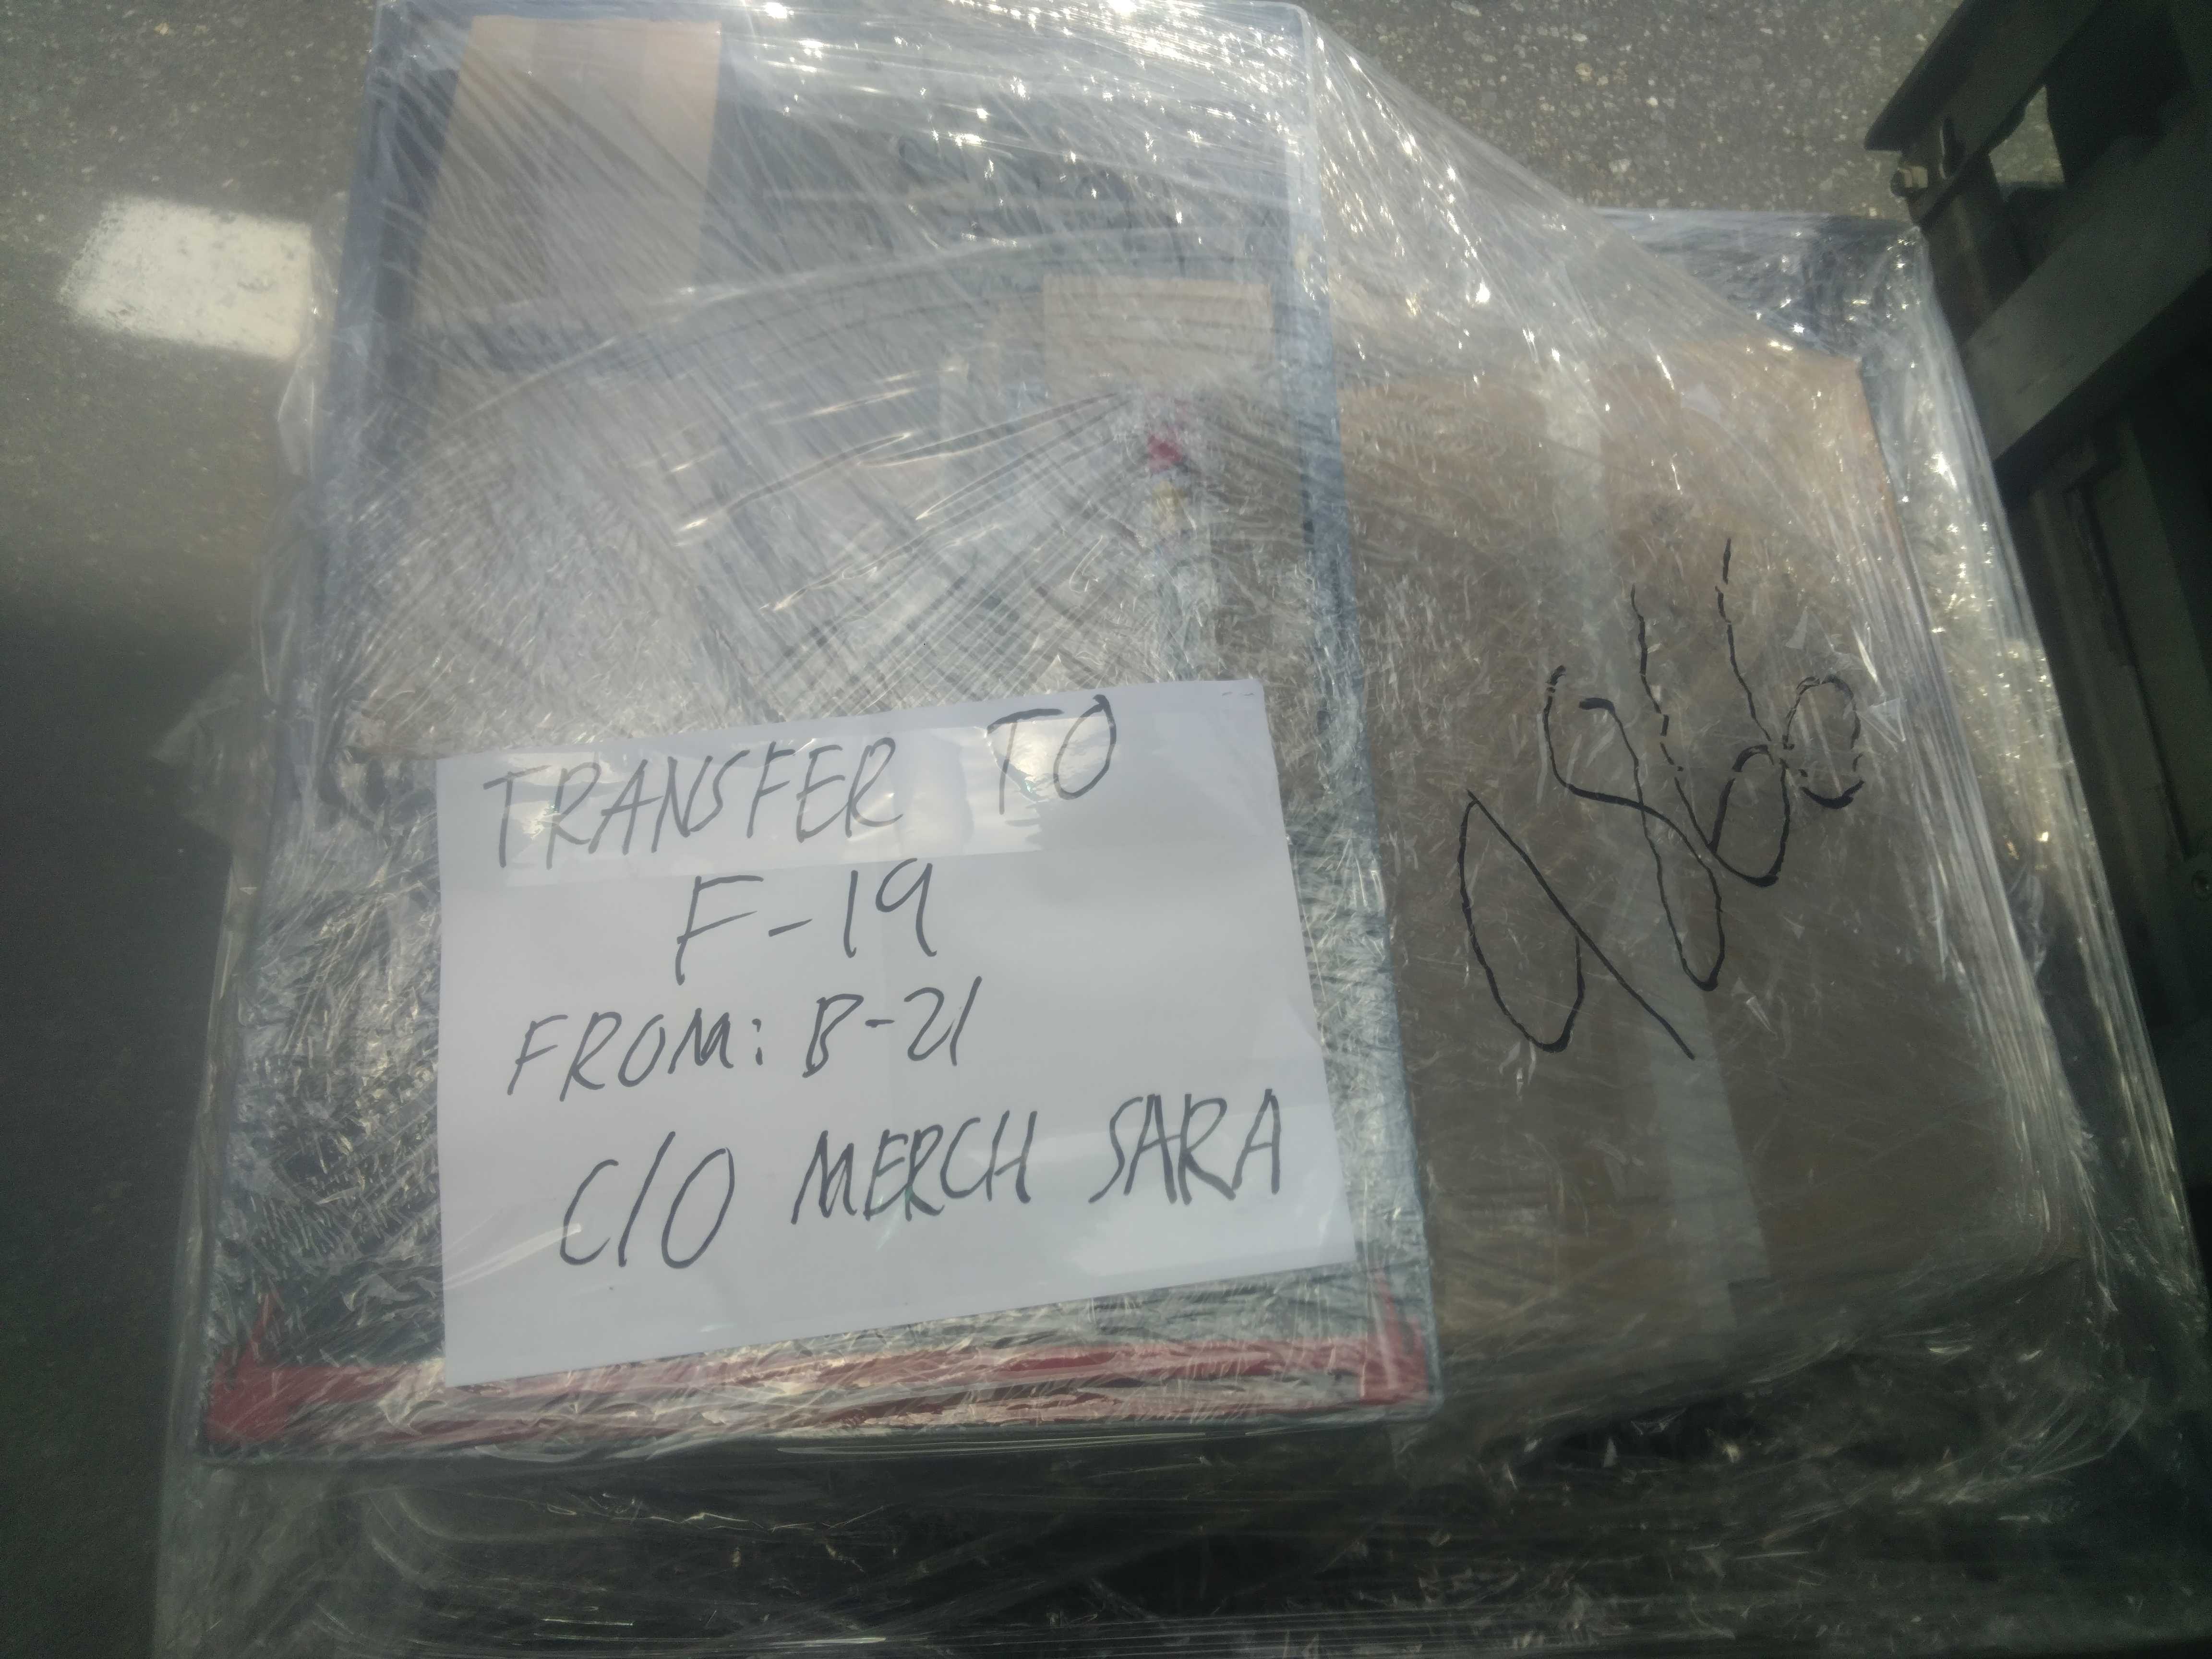 TRANSFER TO
F-19
FROM: B-21
C/O MERCH SARA